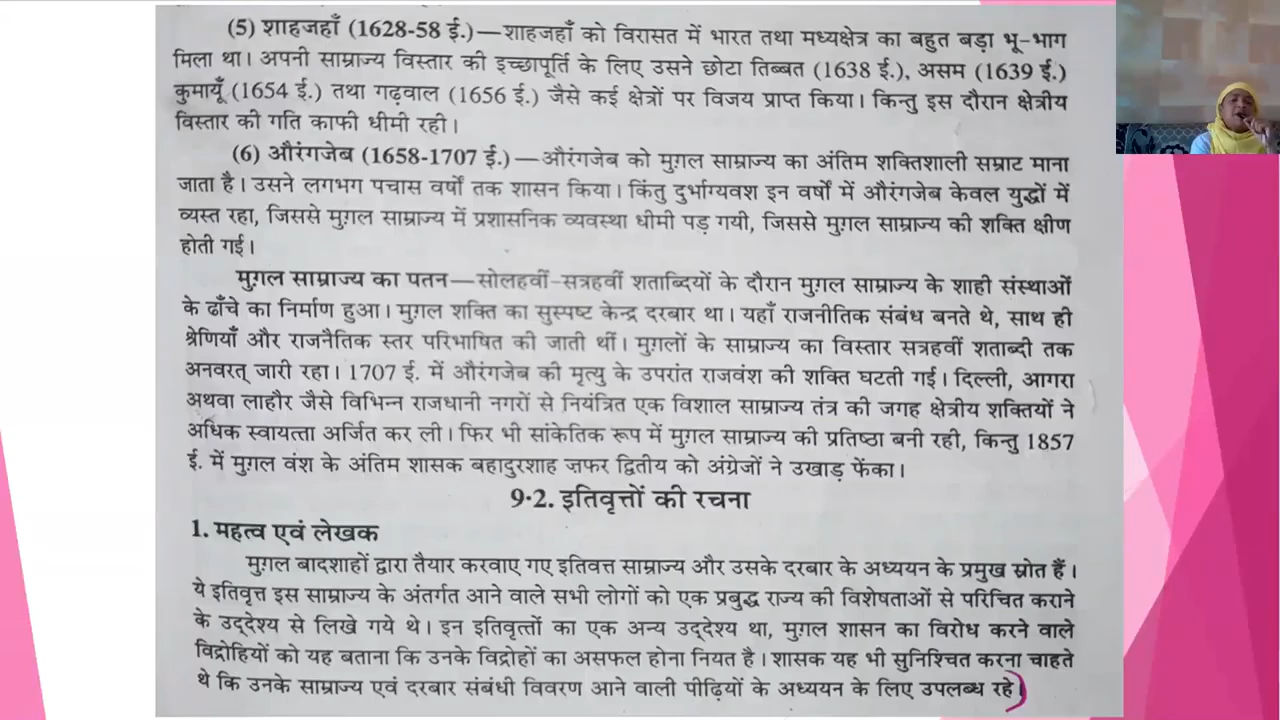 (5) शाहजहाँ (1628-58 ई.)—शाहजहाँ को विरासत में भारत तथा मध्यक्षेत्र का बहुत बड़ा भू-भाग
मिला था। अपनी साम्राज्य विस्तार की इच्छापूर्ति के लिए उसने छोटा तिब्बत (1638 ई.), असम (1639 ई.)
कुमायूँ (1654 ई.) तथा गढ़वाल (1656 ई.) जैसे कई क्षेत्रों पर विजय प्राप्त किया। किन्तु इस दौरान क्षेत्रीय
विस्तार की गति काफी धीमी रही।
(6) औरंगजेब (1658-1707 ई.)—औरंगजेब को मुग़ल साम्राज्य का अंतिम शक्तिशाली सम्राट माना
जाता है। उसने लगभग पचास वर्षों तक शासन किया। किंतु दुर्भाग्यवश इन वर्षों में औरंगजेब केवल युद्धों में
व्यस्त रहा, जिससे मुग़ल साम्राज्य में प्रशासनिक व्यवस्था धीमी पड़ गयी, जिससे मुग़ल साम्राज्य की शक्ति क्षीण
होती गई।
मुग़ल साम्राज्य का पतन—सोलहवीं-सत्रहवीं शताब्दियों के दौरान मुग़ल साम्राज्य के शाही संस्थाओं
के ढाँचे का निर्माण हुआ। मुग़ल शक्ति का सुस्पष्ट केन्द्र दरबार था। यहाँ राजनीतिक संबंध बनते थे, साथ ही
श्रेणियाँ और राजनैतिक स्तर परिभाषित की जाती थीं। मुग़लों के साम्राज्य का विस्तार सत्रहवीं शताब्दी तक
अनवरत् जारी रहा। 1707 ई. में औरंगजेब की मृत्यु के उपरांत राजवंश की शक्ति घटती गई। दिल्ली, आगरा
अथवा लाहौर जैसे विभिन्न राजधानी नगरों से नियंत्रित एक विशाल साम्राज्य तंत्र की जगह क्षेत्रीय शक्तियों ने
अधिक स्वायत्ता अर्जित कर ली। फिर भी सांकेतिक रूप में मुग़ल साम्राज्य की प्रतिष्ठा बनी रही, किन्तु 1857
ई. में मुग़ल वंश के अंतिम शासक बहादुरशाह ज़फर द्वितीय को अंग्रेजों ने उखाड़ फेंका।
9·2. इतिवृत्तों की रचना
1. महत्व एवं लेखक
मुग़ल बादशाहों द्वारा तैयार करवाए गए इतिवत्त साम्राज्य और उसके दरबार के अध्ययन के प्रमुख स्रोत हैं।
ये इतिवृत्त इस साम्राज्य के अंतर्गत आने वाले सभी लोगों को एक प्रबुद्ध राज्य की विशेषताओं से परिचित कराने
के उद्देश्य से लिखे गये थे। इन इतिवृत्तों का एक अन्य उद्देश्य था, मुग़ल शासन का विरोध करने वाले
विद्रोहियों को यह बताना कि उनके विद्रोहों का असफल होना नियत है। शासक यह भी सुनिश्चित करना चाहते
थे कि उनके साम्राज्य एवं दरबार संबंधी विवरण आने वाली पीढ़ियों के अध्ययन के लिए उपलब्ध रहे।